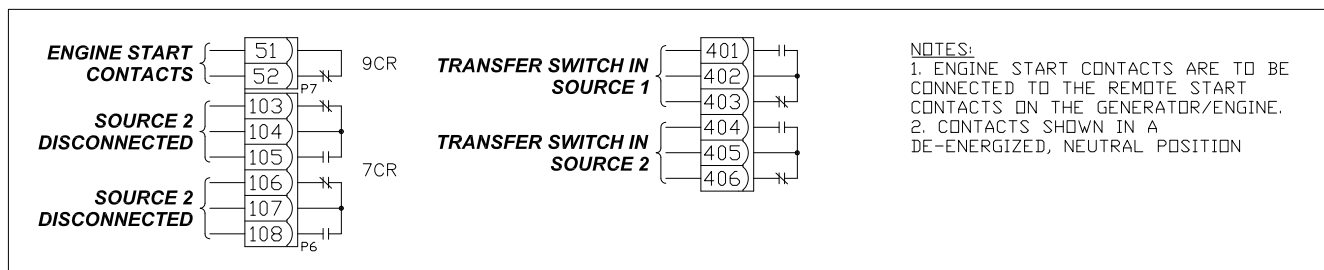 ENGINE START
CONTACTS
51
52
9CR
P7
SOURCE 2
DISCONNECTED
103
104
105
7CR
SOURCE 2
DISCONNECTED
106
107
108
P6
TRANSFER SWITCH IN
SOURCE 1
401
402
403
TRANSFER SWITCH IN
SOURCE 2
404
405
406
NOTES:
1. ENGINE START CONTACTS ARE TO BE
CONNECTED TO THE REMOTE START
CONTACTS ON THE GENERATOR/ENGINE.
2. CONTACTS SHOWN IN A
DE-ENERGIZED, NEUTRAL POSITION